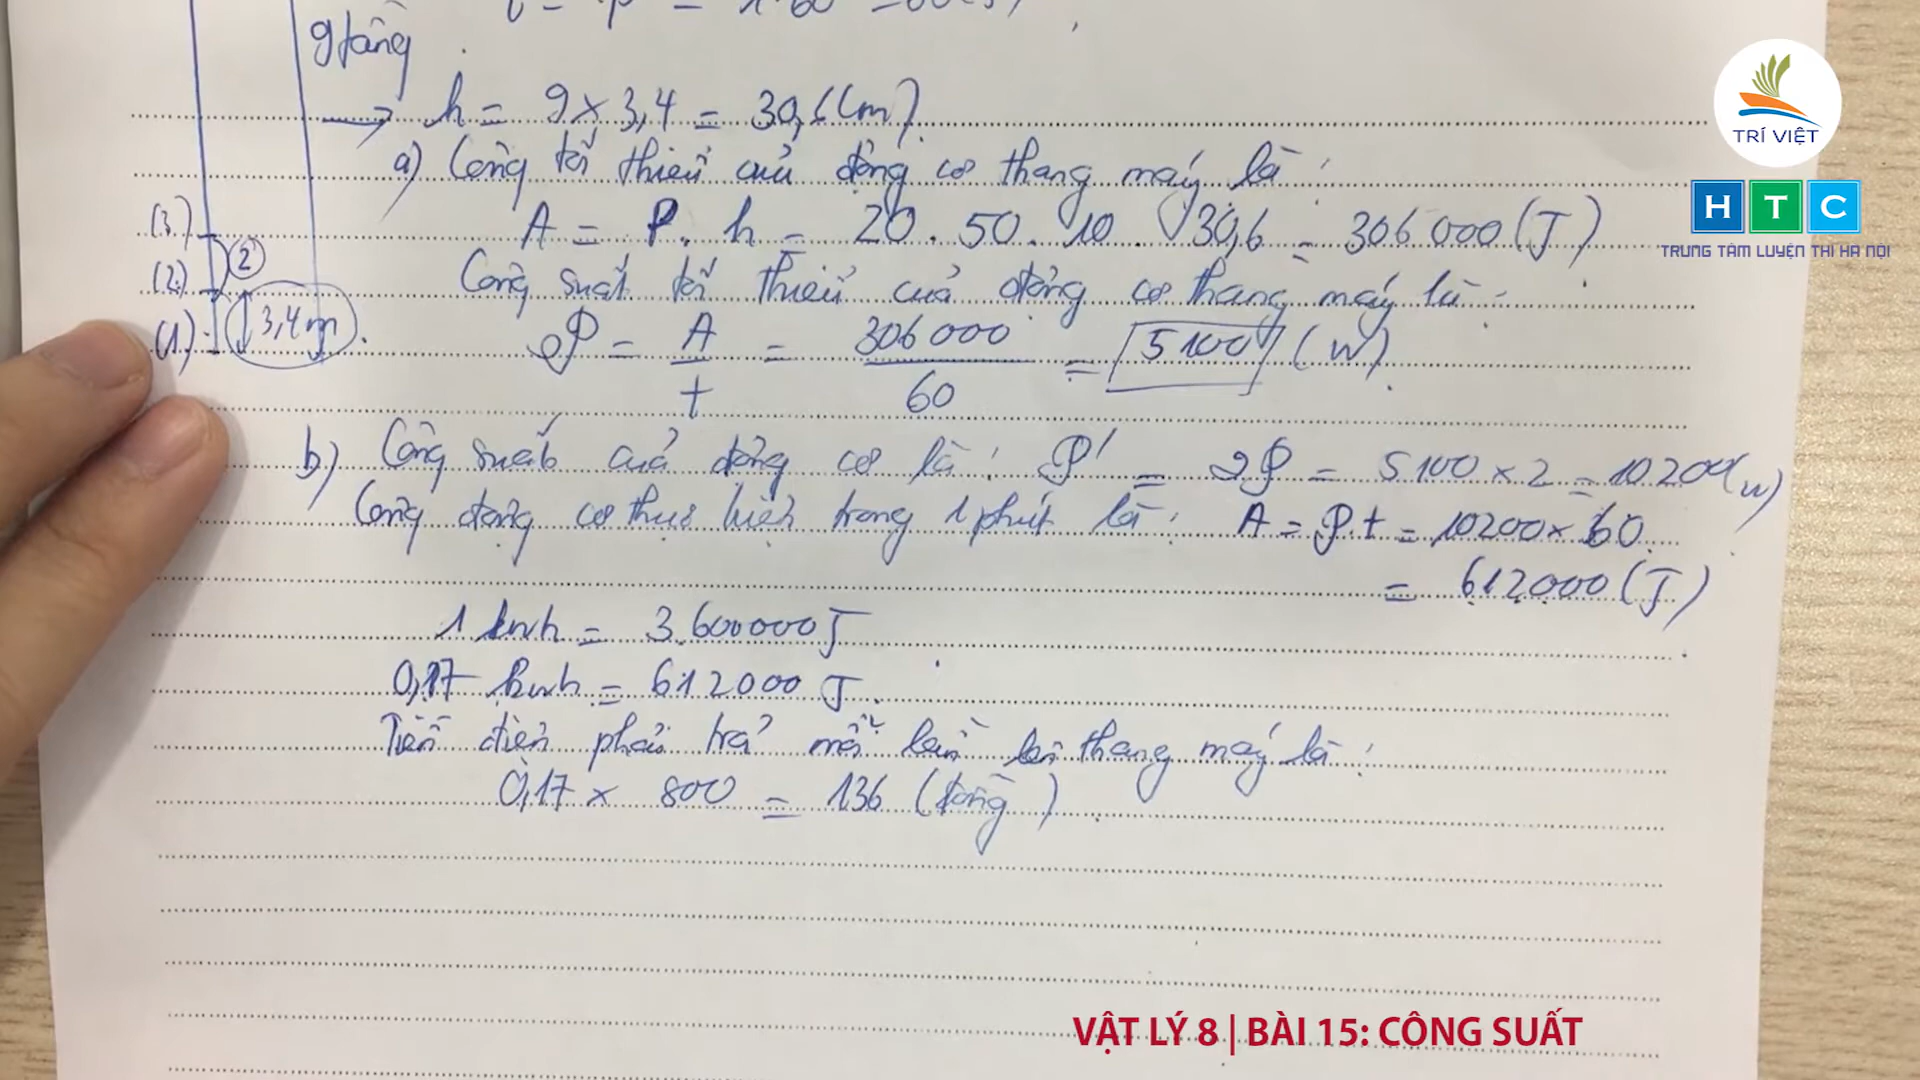 9 tầng
→ h = 9 × 3,4 = 30,6 (m).
a) Công tối thiểu của động cơ thang máy là :
A = P. h = 20 . 50 . 10 . 30,6 = 306 000 (J)
Công suất tối thiểu của động cơ thang máy là :
P = A / t = 306 000 / 60 = 5 100 (W)
(3)
(2)
(1)
2
3,4 m
b) Công suất của động cơ là : P' = 2P = 5 100 × 2 = 10 200 (W)
Công động cơ thực hiện trong 1 phút là : A = P.t = 10200 × 60
= 612000 (J)
1 kWh = 3.600000 J
0,17 kWh = 612000 J.
Tiền điện phải trả mỗi lần lên thang máy là :
0,17 × 800 = 136 (đồng)
TRÍ VIỆT
HTC
TRUNG TÂM LUYỆN THI HÀ NỘI
VẬT LÝ 8 | BÀI 15: CÔNG SUẤT